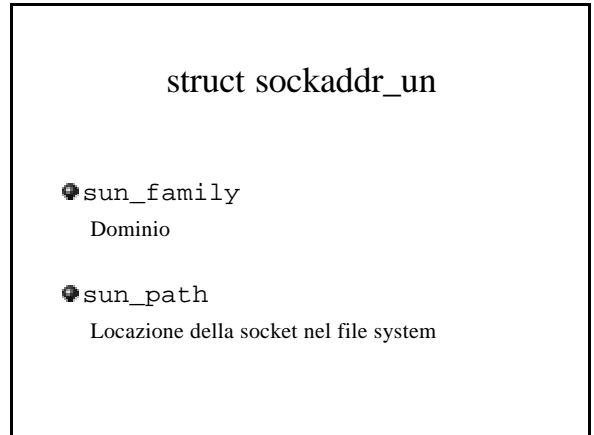 struct sockaddr_un
sun_family
Dominio
sun_path
Locazione della socket nel file system